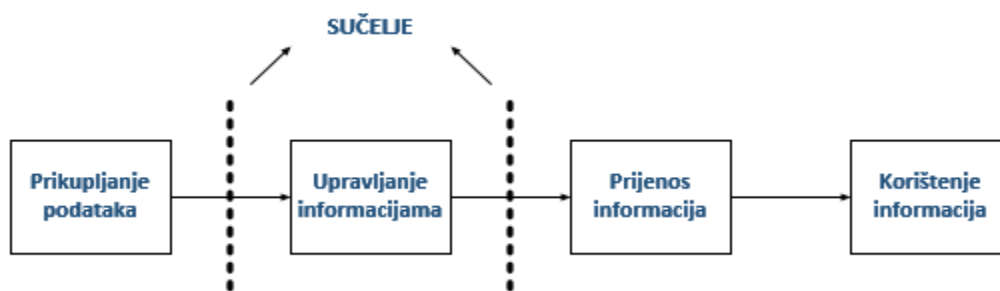 SUČELJE
Prikupljanje
podataka
Upravljanje
informacijama
Prijenos
informacija
Korištenje
informacija